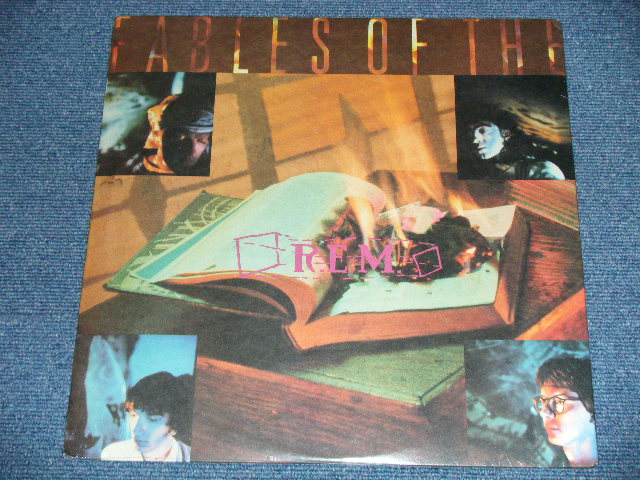 FABLES OF THE
R.E.M.